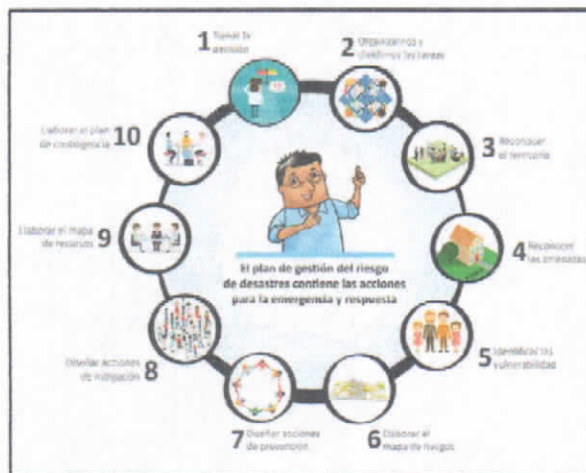 1 Tomar la
decisión
2 Organizarnos y
dividirnos las tareas
3 Reconocer
el territorio
4 Reconocer
las amenazas
5 Identificar la
vulnerabilidad
6 Elaborar el
mapa de riesgos
7 Diseñar acciones
de prevención
8 Diseñar acciones
de mitigación
9 Elaborar el mapa
de recursos
10 Elaborar el plan
de contingencia
El plan de gestión del riesgo
de desastres contiene las acciones
para la emergencia y respuesta